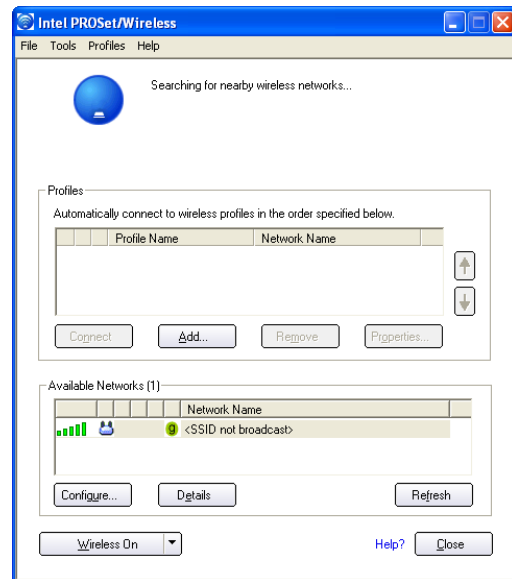 Intel PROSet/Wireless
File Tools Profiles Help
Searching for nearby wireless networks...
Profiles
Automatically connect to wireless profiles in the order specified below.
Profile Name Network Name
Connect Add... Remove Properties...
Available Networks (1)
Network Name
g <SSID not broadcast>
Configure... Details Refresh
Wireless On Help? Close